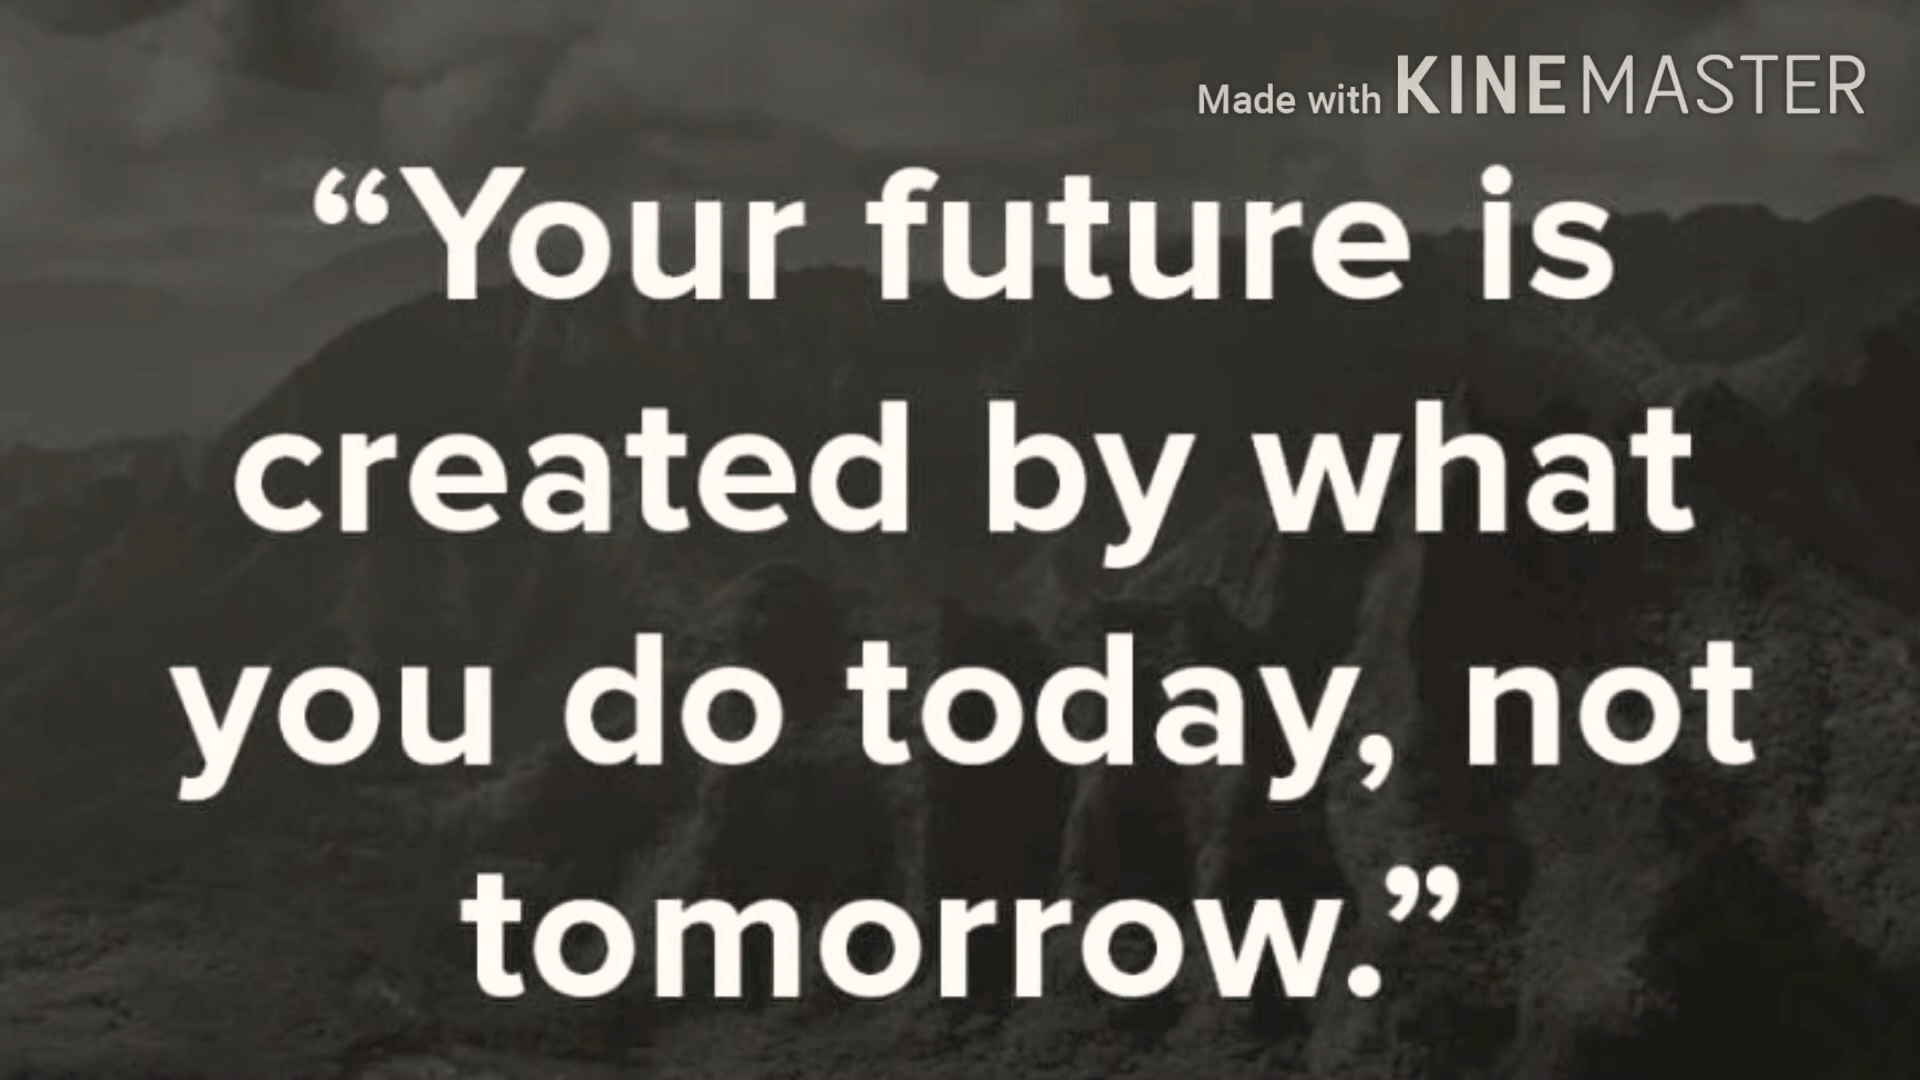 Made with KINEMASTER
“Your future is
created by what
you do today, not
tomorrow.”